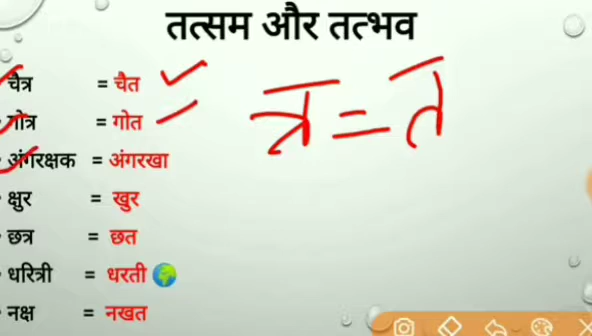 तत्सम और तत्भव
चैत्र = चैत
गोत्र = गोत
अंगरक्षक = अंगरखा
क्षुर = खुर
छत्र = छत
धरित्री = धरती
नक्ष = नखत
त्र = त